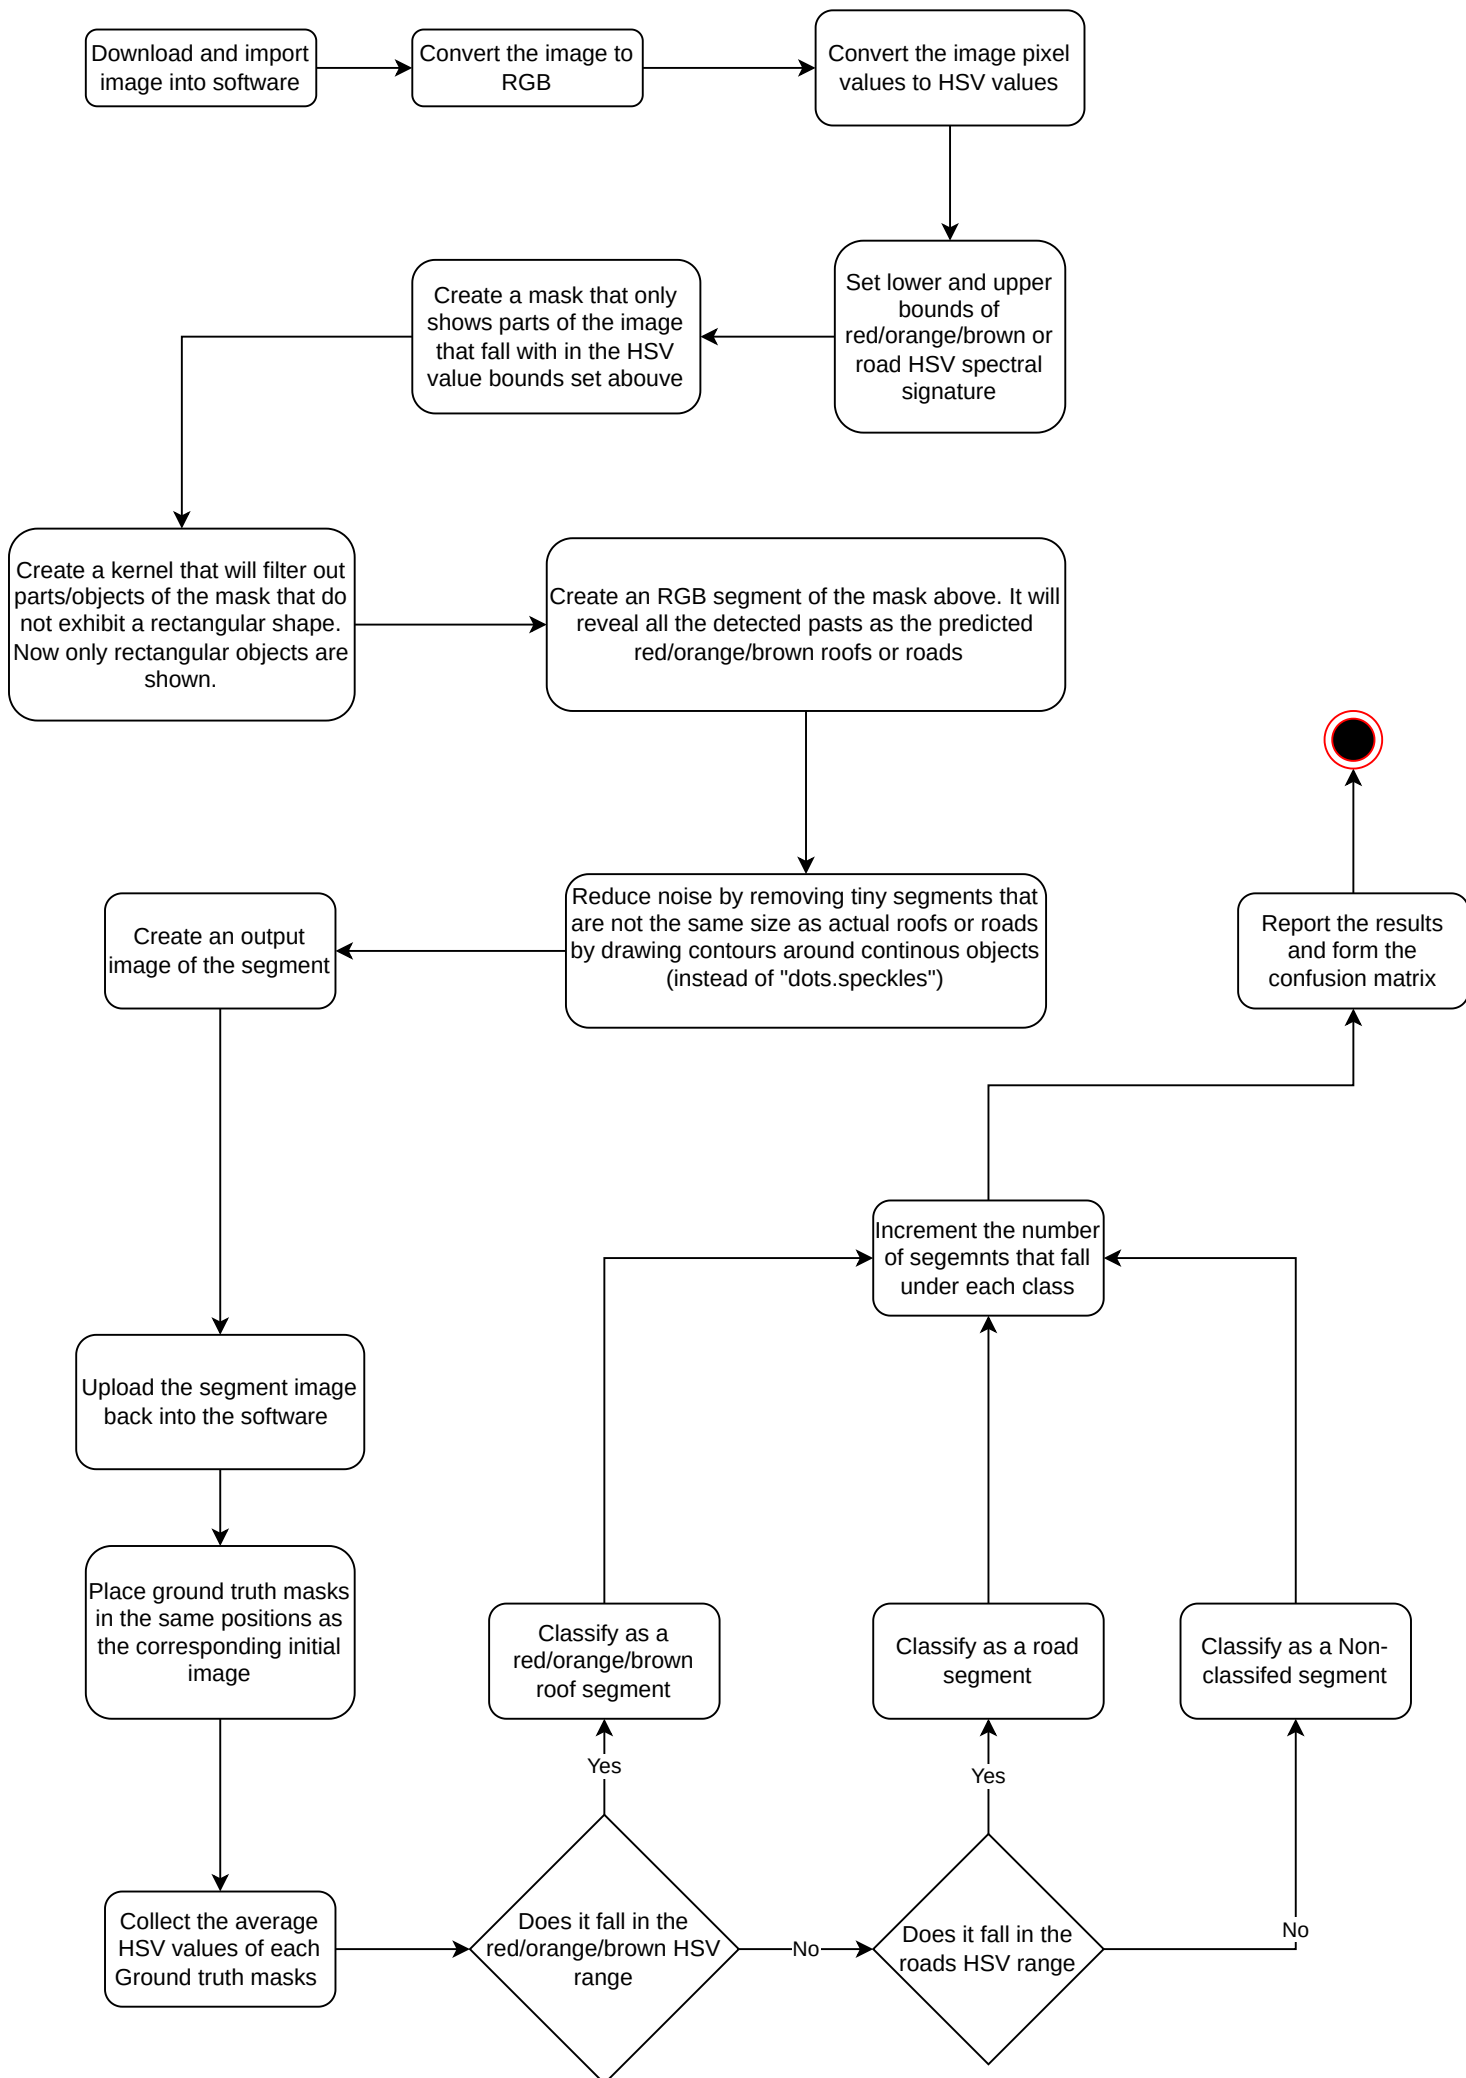 Download and import
image into software
Convert the image to
RGB
Convert the image pixel
values to HSV values
Set lower and upper
bounds of
red/orange/brown or
road HSV spectral
signature
Create a mask that only
shows parts of the image
that fall with in the HSV
value bounds set abouve
Create a kernel that will filter out
parts/objects of the mask that do
not exhibit a rectangular shape.
Now only rectangular objects are
shown.
Create an RGB segment of the mask above. It will
reveal all the detected pasts as the predicted
red/orange/brown roofs or roads
Reduce noise by removing tiny segments that
are not the same size as actual roofs or roads
by drawing contours around continous objects
(instead of "dots.speckles")
Create an output
image of the segment
Upload the segment image
back into the software
Place ground truth masks
in the same positions as
the corresponding initial
image
Collect the average
HSV values of each
Ground truth masks
Does it fall in the
red/orange/brown HSV
range
Yes
No
Classify as a
red/orange/brown
roof segment
Does it fall in the
roads HSV range
Yes
No
Classify as a road
segment
Classify as a Non-
classifed segment
Increment the number
of segemnts that fall
under each class
Report the results
and form the
confusion matrix